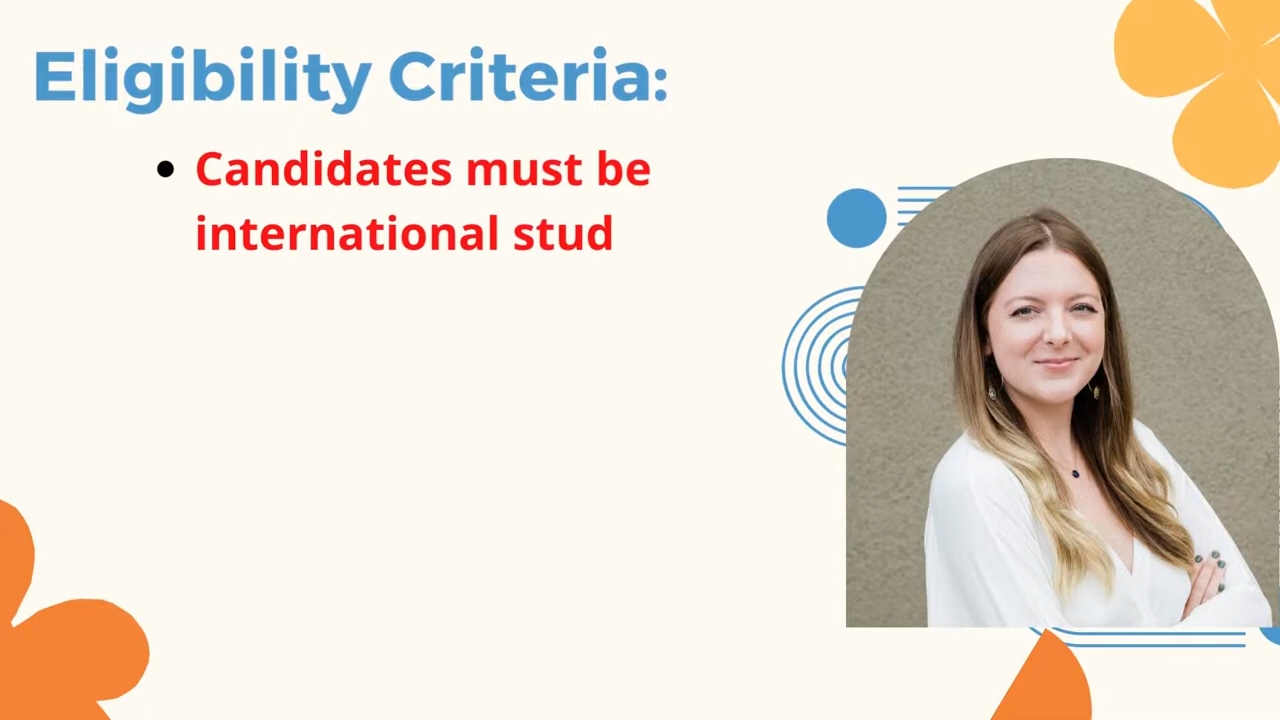 Eligibility Criteria:
• Candidates must be
international stud